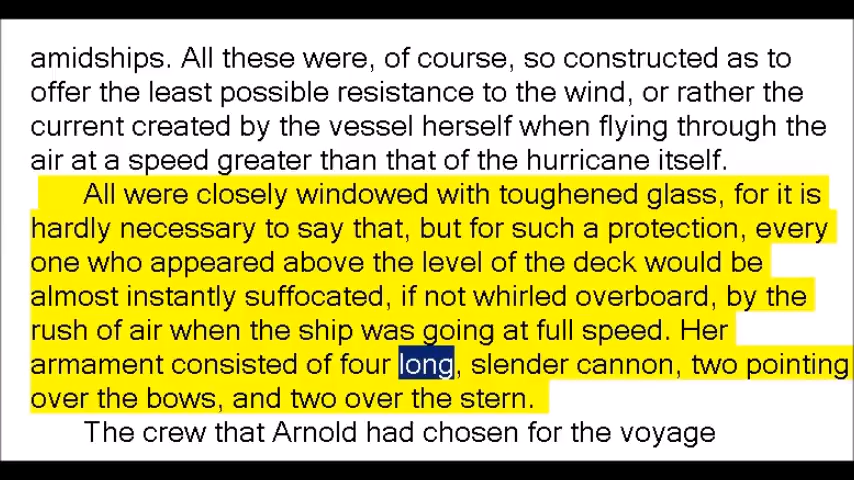 amidships. All these were, of course, so constructed as to
offer the least possible resistance to the wind, or rather the
current created by the vessel herself when flying through the
air at a speed greater than that of the hurricane itself.
All were closely windowed with toughened glass, for it is
hardly necessary to say that, but for such a protection, every
one who appeared above the level of the deck would be
almost instantly suffocated, if not whirled overboard, by the
rush of air when the ship was going at full speed. Her
armament consisted of four long, slender cannon, two pointing
over the bows, and two over the stern.
The crew that Arnold had chosen for the voyage